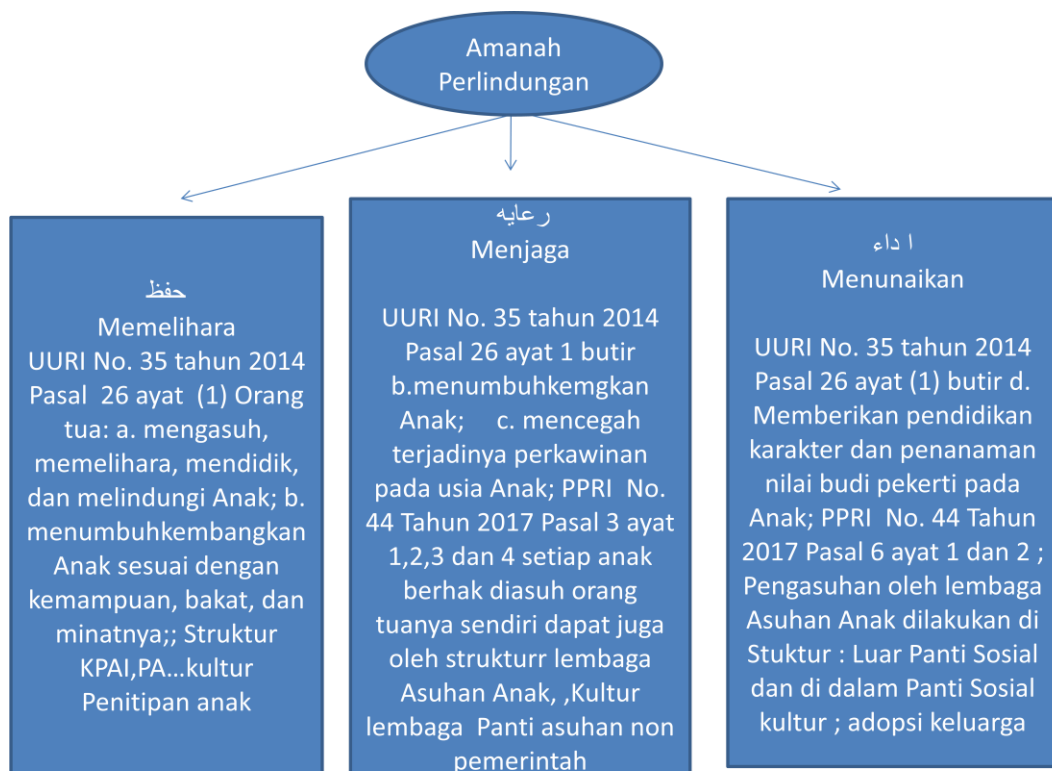 Amanah
Perlindungan
حفظ
Memelihara
UURI No. 35 tahun 2014
Pasal 26 ayat (1) Orang
tua: a. mengasuh,
memelihara, mendidik,
dan melindungi Anak; b.
menumbuhkembangkan
Anak sesuai dengan
kemampuan, bakat, dan
minatnya;; Struktur
KPAI,PA...kultur
Penitipan anak
رعايه
Menjaga
UURI No. 35 tahun 2014
Pasal 26 ayat 1 butir
b.menumbuhkemgkan
Anak; c. mencegah
terjadinya perkawinan
pada usia Anak; PPRI No.
44 Tahun 2017 Pasal 3 ayat
1,2,3 dan 4 setiap anak
berhak diasuh orang
tuanya sendiri dapat juga
oleh strukturr lembaga
Asuhan Anak, ,Kultur
lembaga Panti asuhan non
pemerintah
ا داء
Menunaikan
UURI No. 35 tahun 2014
Pasal 26 ayat (1) butir d.
Memberikan pendidikan
karakter dan penanaman
nilai budi pekerti pada
Anak; PPRI No. 44 Tahun
2017 Pasal 6 ayat 1 dan 2 ;
Pengasuhan oleh lembaga
Asuhan Anak dilakukan di
Stuktur : Luar Panti Sosial
dan di dalam Panti Sosial
kultur ; adopsi keluarga